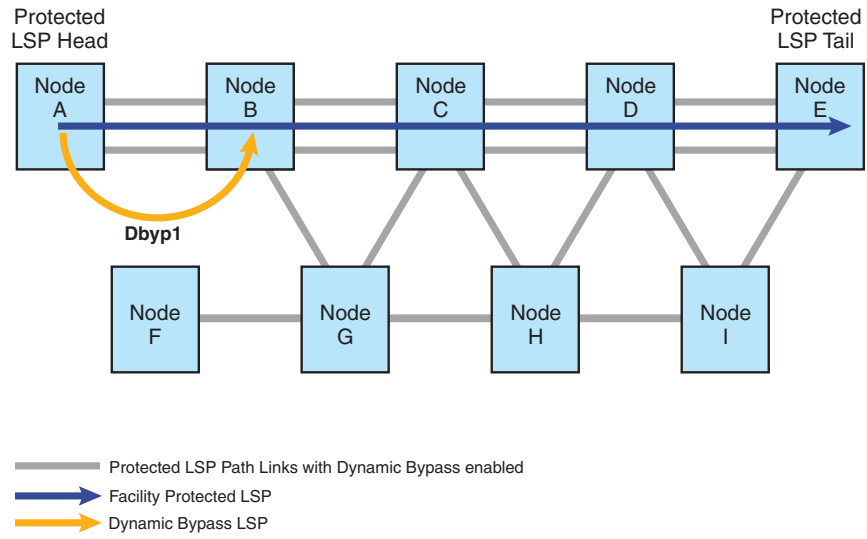 Protected
LSP Head
Protected
LSP Tail
Node
A
Node
B
Node
C
Node
D
Node
E
Dbyp1
Node
F
Node
G
Node
H
Node
I
Protected LSP Path Links with Dynamic Bypass enabled
Facility Protected LSP
Dynamic Bypass LSP